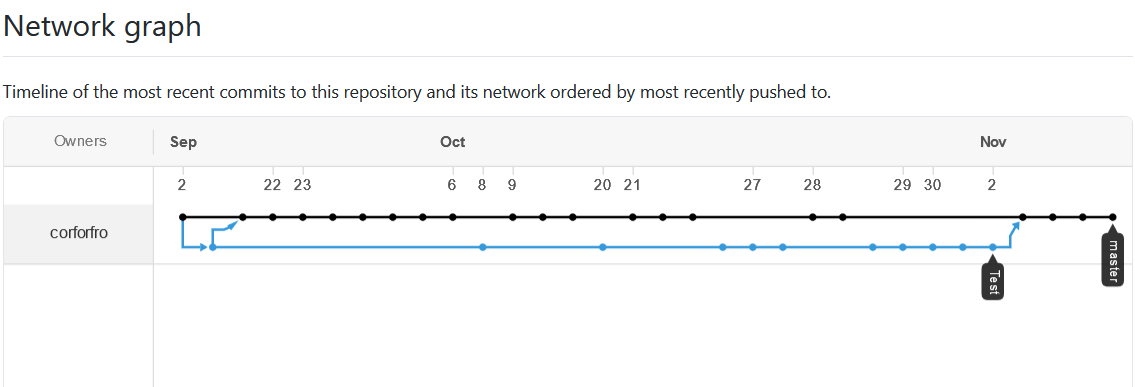 Network graph
Timeline of the most recent commits to this repository and its network ordered by most recently pushed to.
Owners Sep Oct Nov
2 22 23 6 8 9 20 21 27 28 29 30 2
corforfro
Test
master